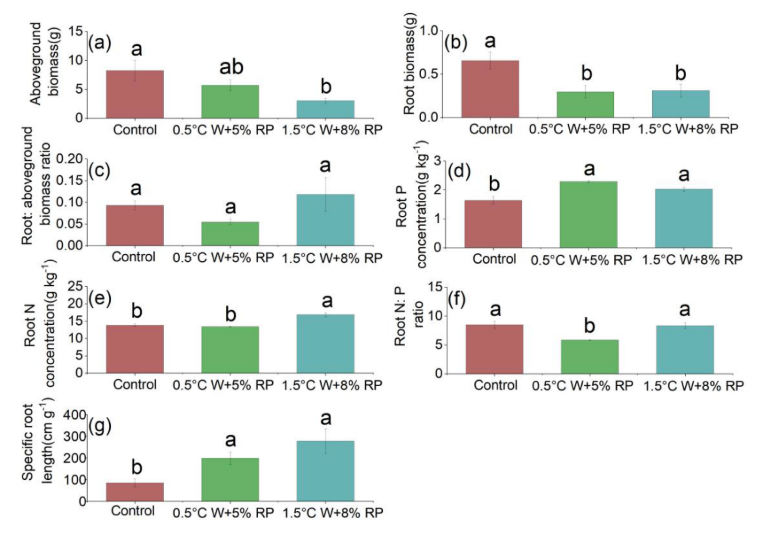 Aboveground
biomass(g)
15
10
5
0
(a)
a
ab
b
Control
0.5°C W+5% RP
1.5°C W+8% RP
Root biomass(g)
1.0
0.5
0.0
(b)
a
b
b
Control
0.5°C W+5% RP
1.5°C W+8% RP
Root: aboveground
biomass ratio
0.20
0.15
0.10
0.05
0.00
(c)
a
a
a
Control
0.5°C W+5% RP
1.5°C W+8% RP
Root P
concentration(g kg⁻¹)
3
2
1
0
(d)
b
a
a
Control
0.5°C W+5% RP
1.5°C W+8% RP
Root N
concentration(g kg⁻¹)
25
20
15
10
5
0
(e)
b
b
a
Control
0.5°C W+5% RP
1.5°C W+8% RP
Root N: P
ratio
15
10
5
0
(f)
a
b
a
Control
0.5°C W+5% RP
1.5°C W+8% RP
Specific root
length(cm g⁻¹)
400
300
200
100
0
(g)
b
a
a
Control
0.5°C W+5% RP
1.5°C W+8% RP